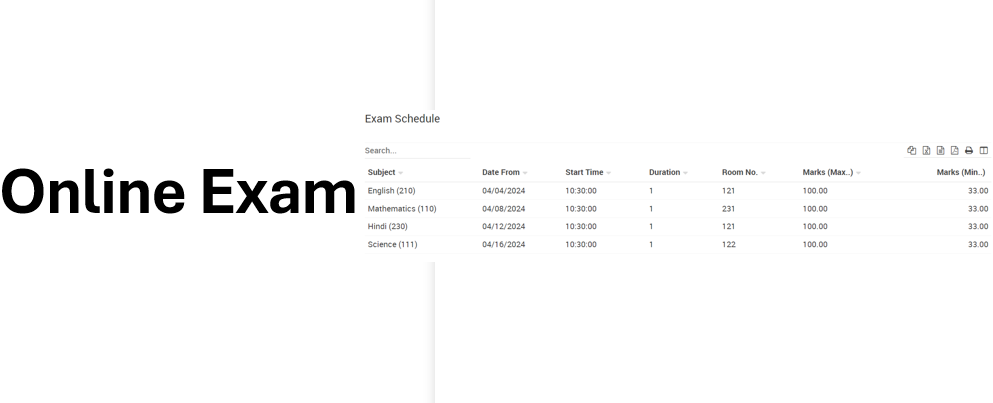 Online Exam
Exam Schedule
Search...
Subject Date From Start Time Duration Room No. Marks (Max..) Marks (Min..)
English (210) 04/04/2024 10:30:00 1 121 100.00 33.00
Mathematics (110) 04/08/2024 10:30:00 1 231 100.00 33.00
Hindi (230) 04/12/2024 10:30:00 1 121 100.00 33.00
Science (111) 04/16/2024 10:30:00 1 122 100.00 33.00